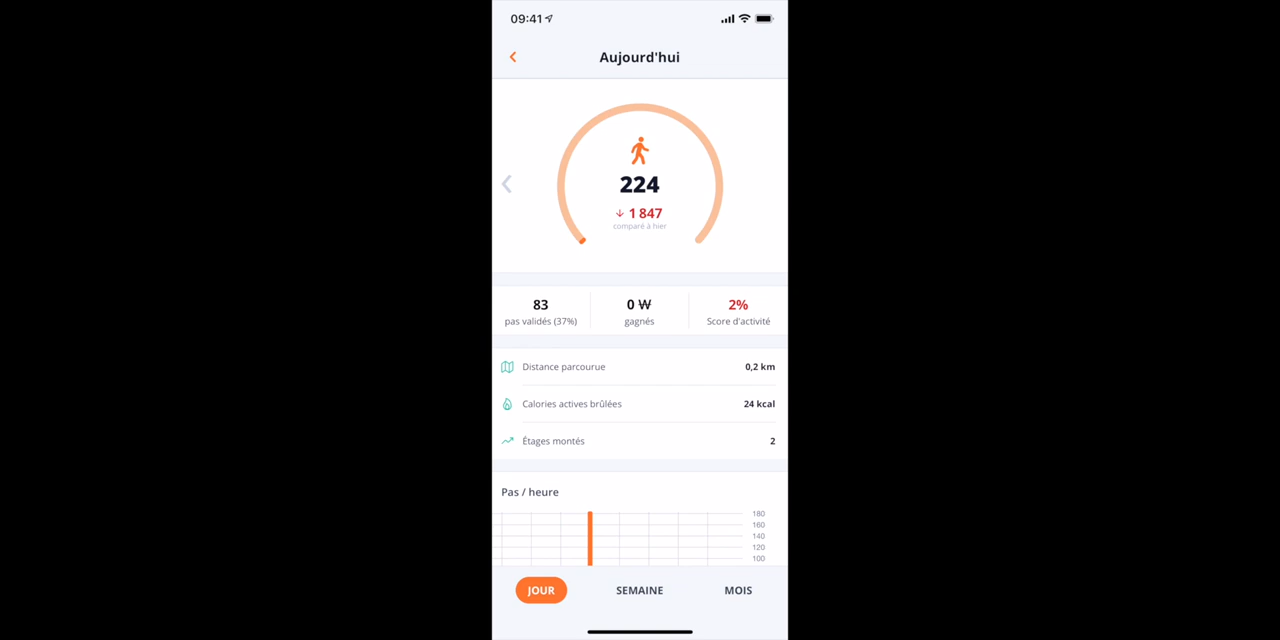 09:41
Aujourd'hui
224
↓ 1 847
comparé à hier
83
pas validés (37%)
0 ₩
gagnés
2%
Score d'activité
Distance parcourue
0,2 km
Calories actives brûlées
24 kcal
Étages montés
2
Pas / heure
180
160
140
120
100
JOUR
SEMAINE
MOIS